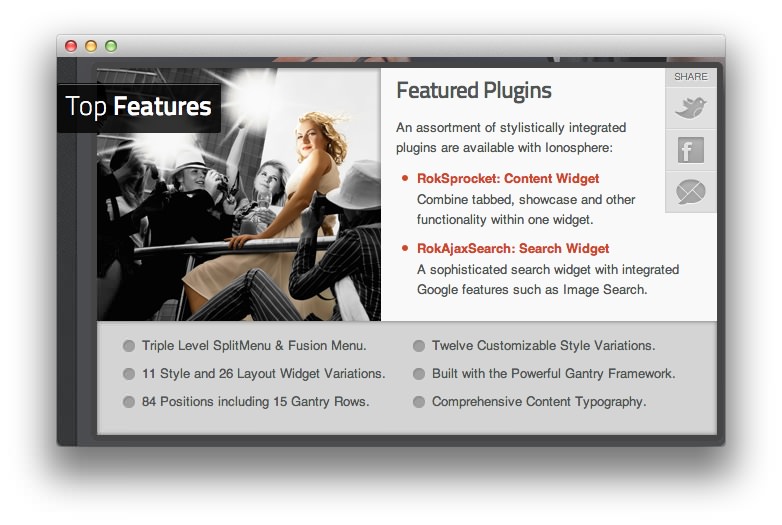 Top Features
Featured Plugins
SHARE
An assortment of stylistically integrated
plugins are available with Ionosphere:
RokSprocket: Content Widget
Combine tabbed, showcase and other
functionality within one widget.
RokAjaxSearch: Search Widget
A sophisticated search widget with integrated
Google features such as Image Search.
Triple Level SplitMenu & Fusion Menu.
11 Style and 26 Layout Widget Variations.
84 Positions including 15 Gantry Rows.
Twelve Customizable Style Variations.
Built with the Powerful Gantry Framework.
Comprehensive Content Typography.